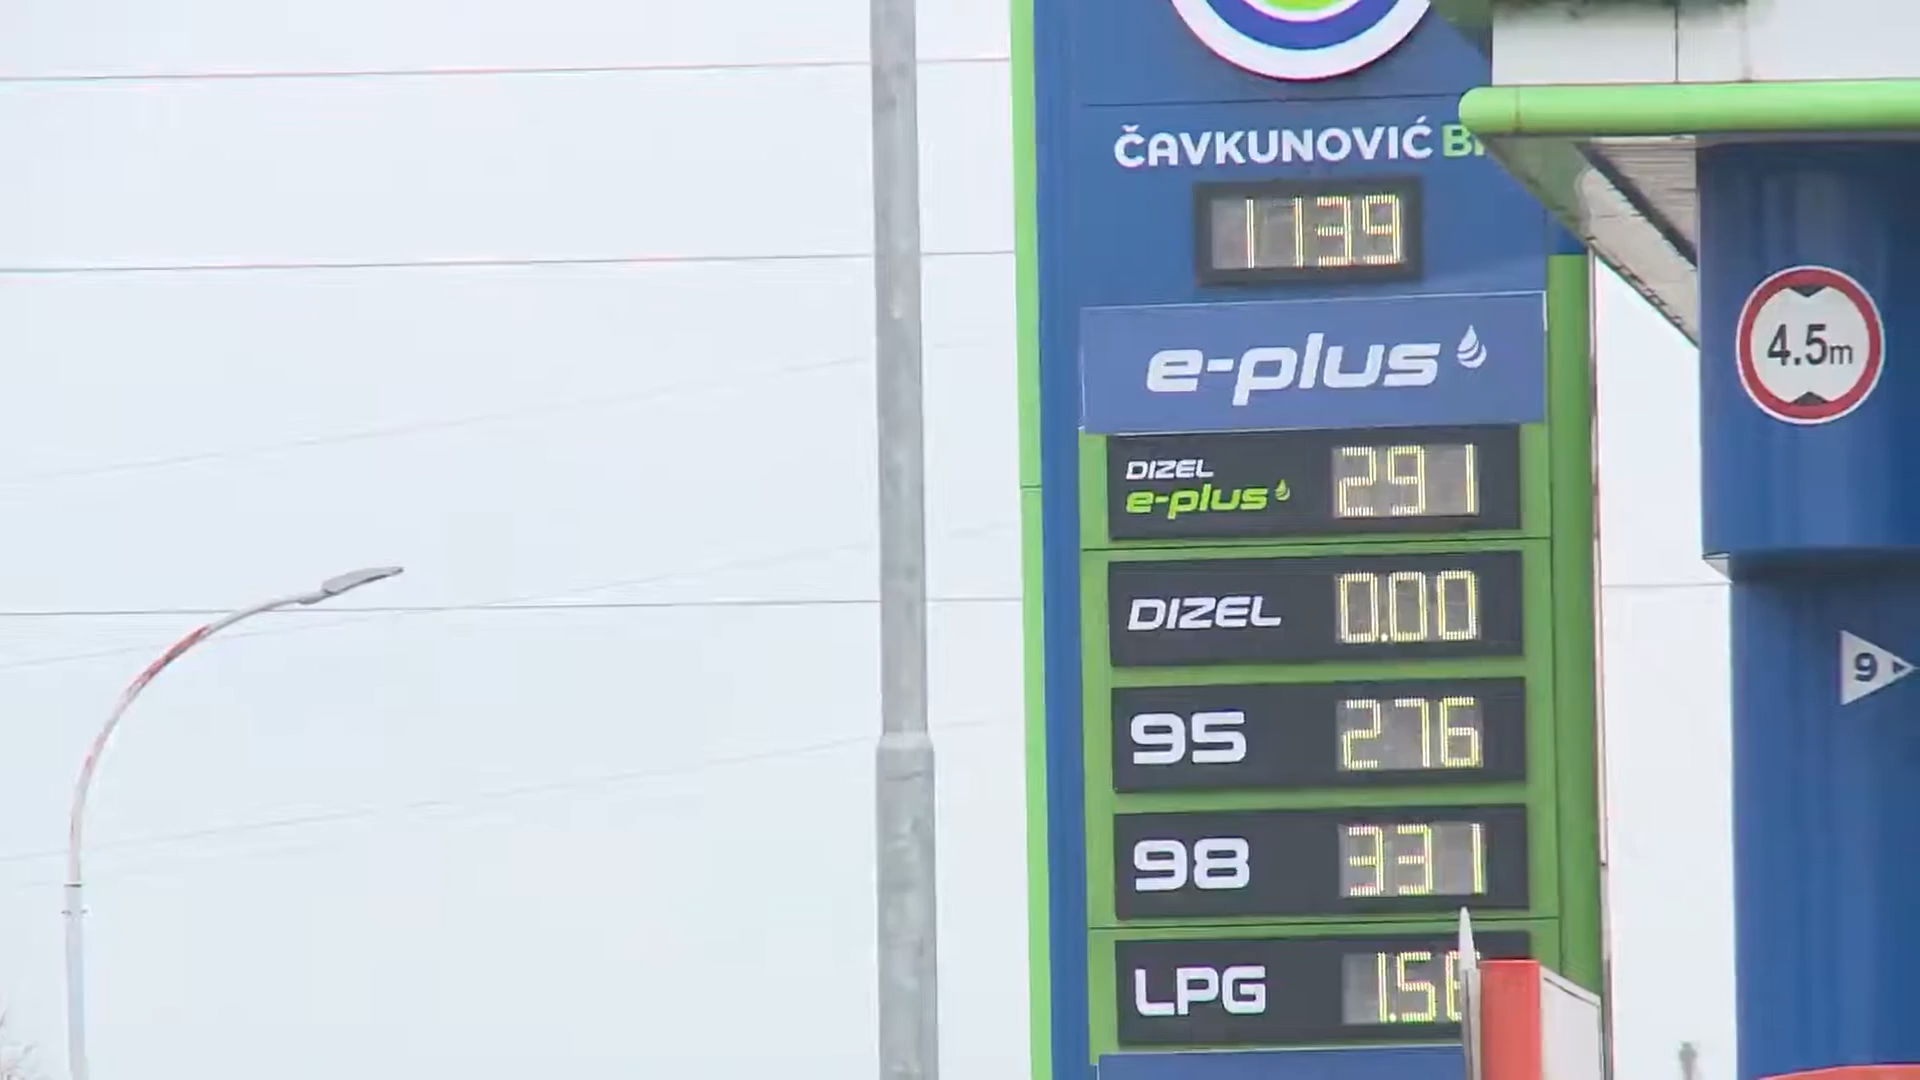 ČAVKUNOVIĆ
1139
e-plus
4.5m
DIZEL
e-plus
2.91
DIZEL
0.00
95
2.76
9
98
3.31
LPG